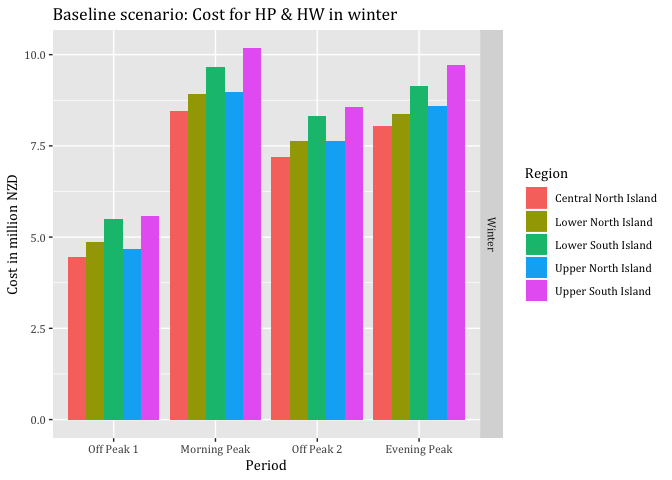 Baseline scenario: Cost for HP & HW in winter
10.0
7.5
5.0
2.5
0.0
Cost in million NZD
Off Peak 1
Morning Peak
Off Peak 2
Evening Peak
Period
Winter
Region
Central North Island
Lower North Island
Lower South Island
Upper North Island
Upper South Island